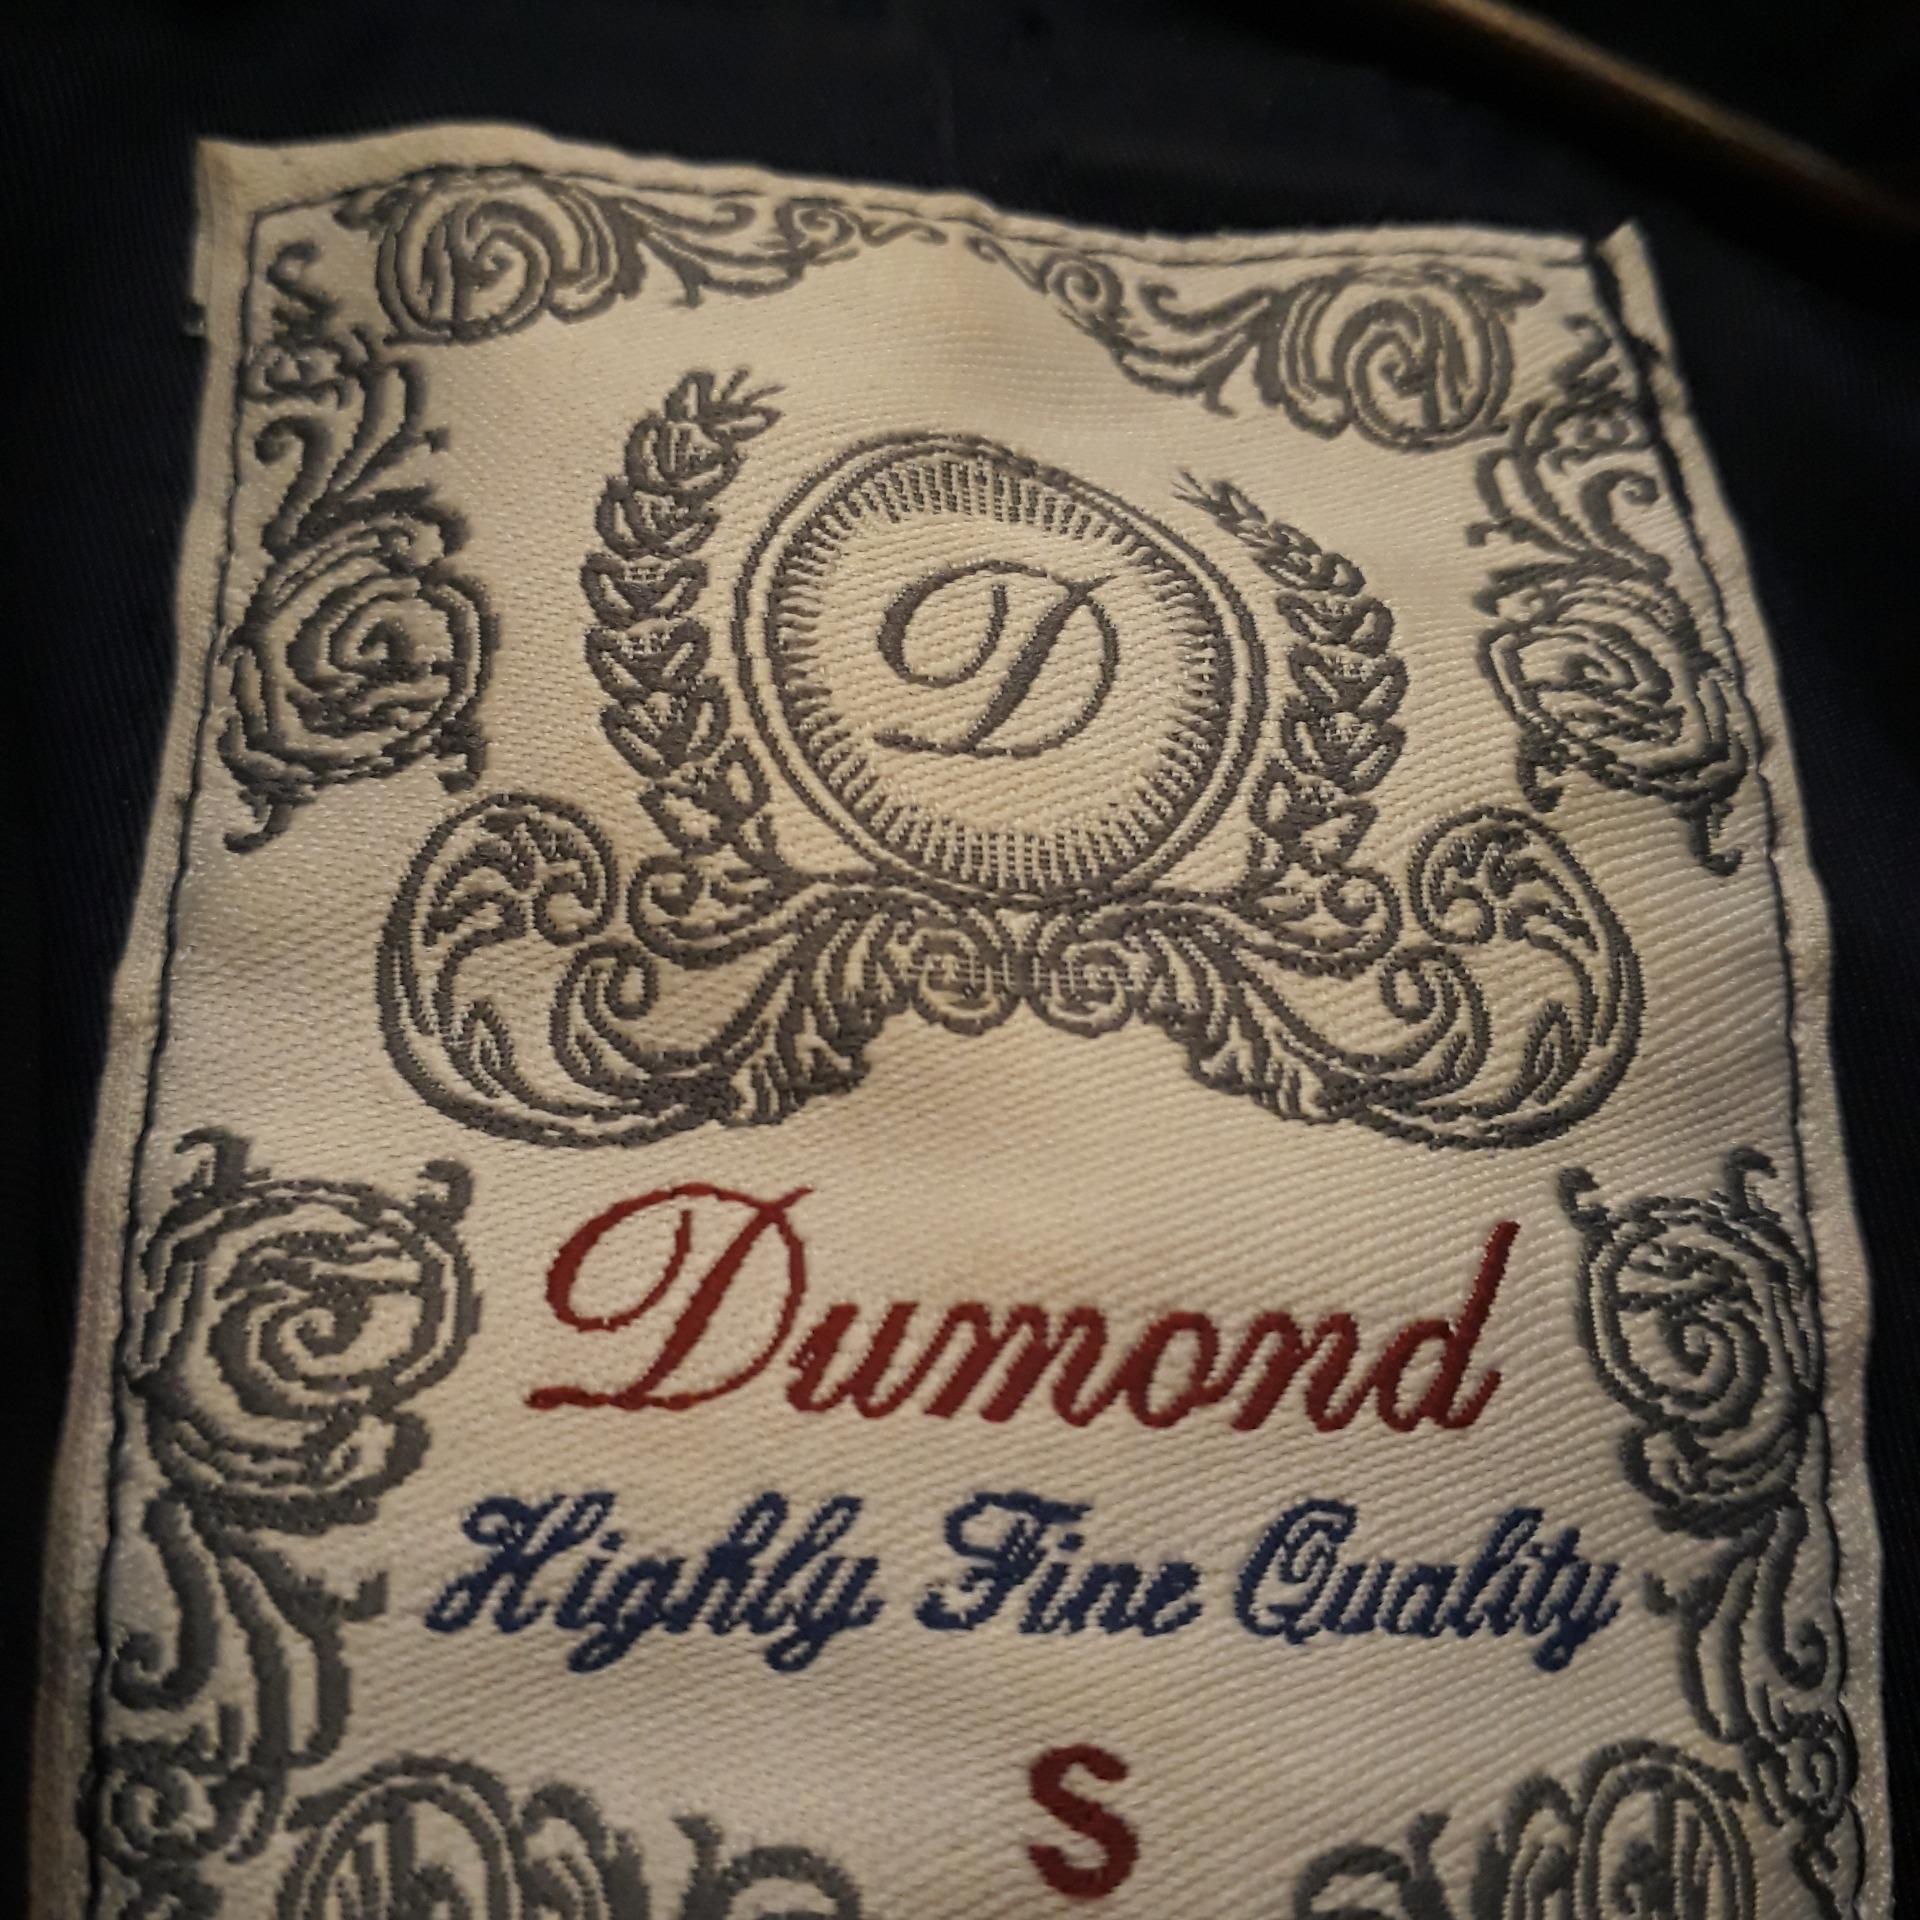 D
Dumond
Highly Fine Quality
S